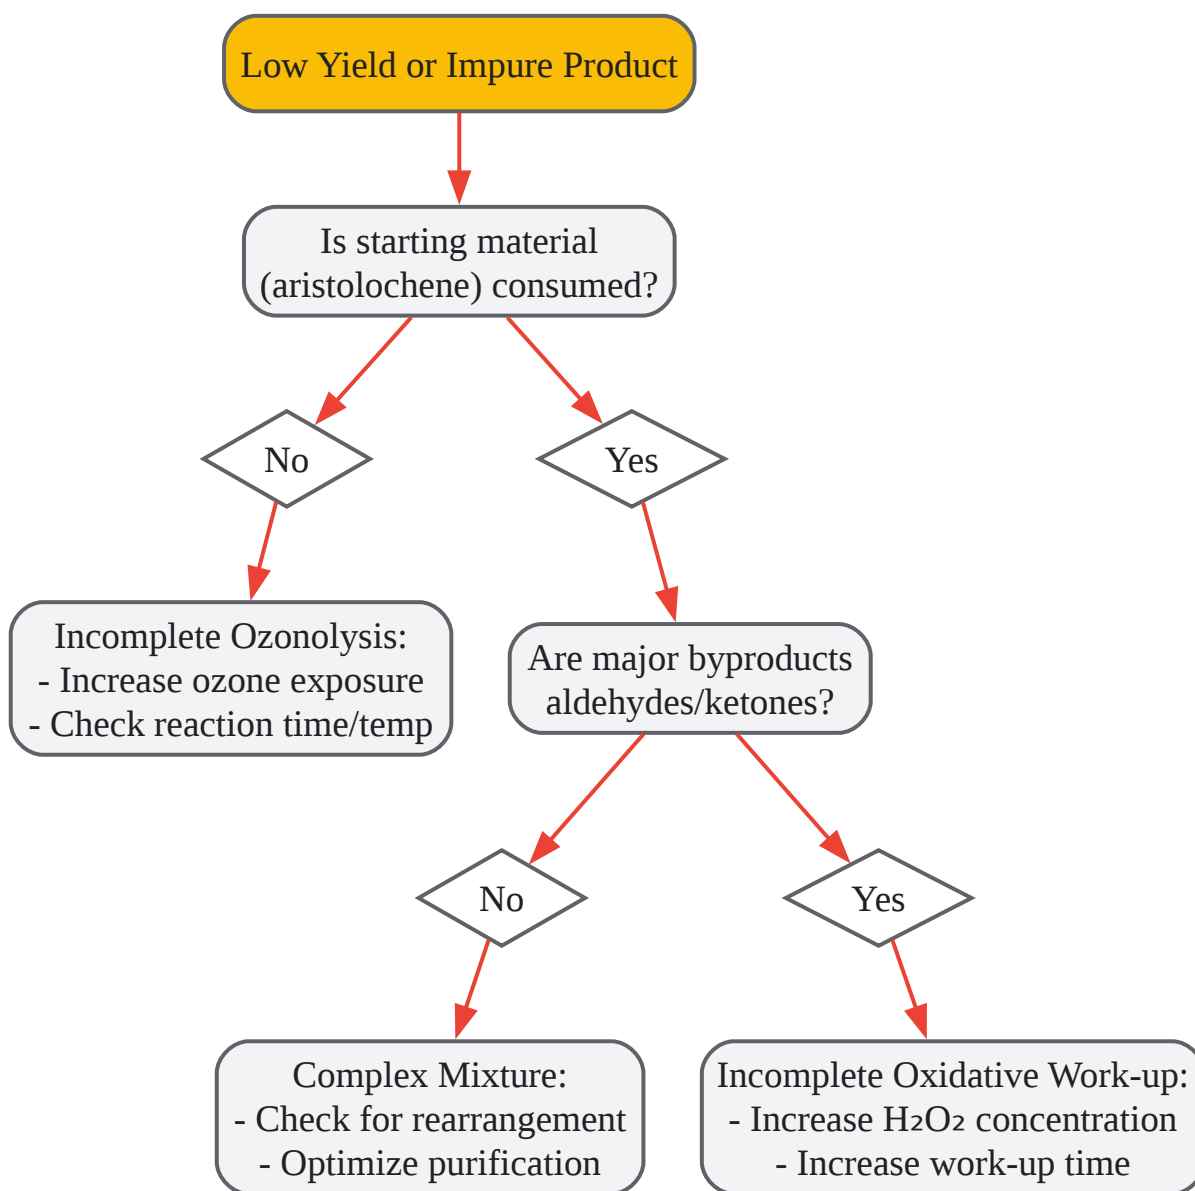 Low Yield or Impure Product
Is starting material
(aristolochene) consumed?
No
Yes
Incomplete Ozonolysis:
- Increase ozone exposure
- Check reaction time/temp
Are major byproducts
aldehydes/ketones?
No
Yes
Complex Mixture:
- Check for rearrangement
- Optimize purification
Incomplete Oxidative Work-up:
- Increase H₂O₂ concentration
- Increase work-up time